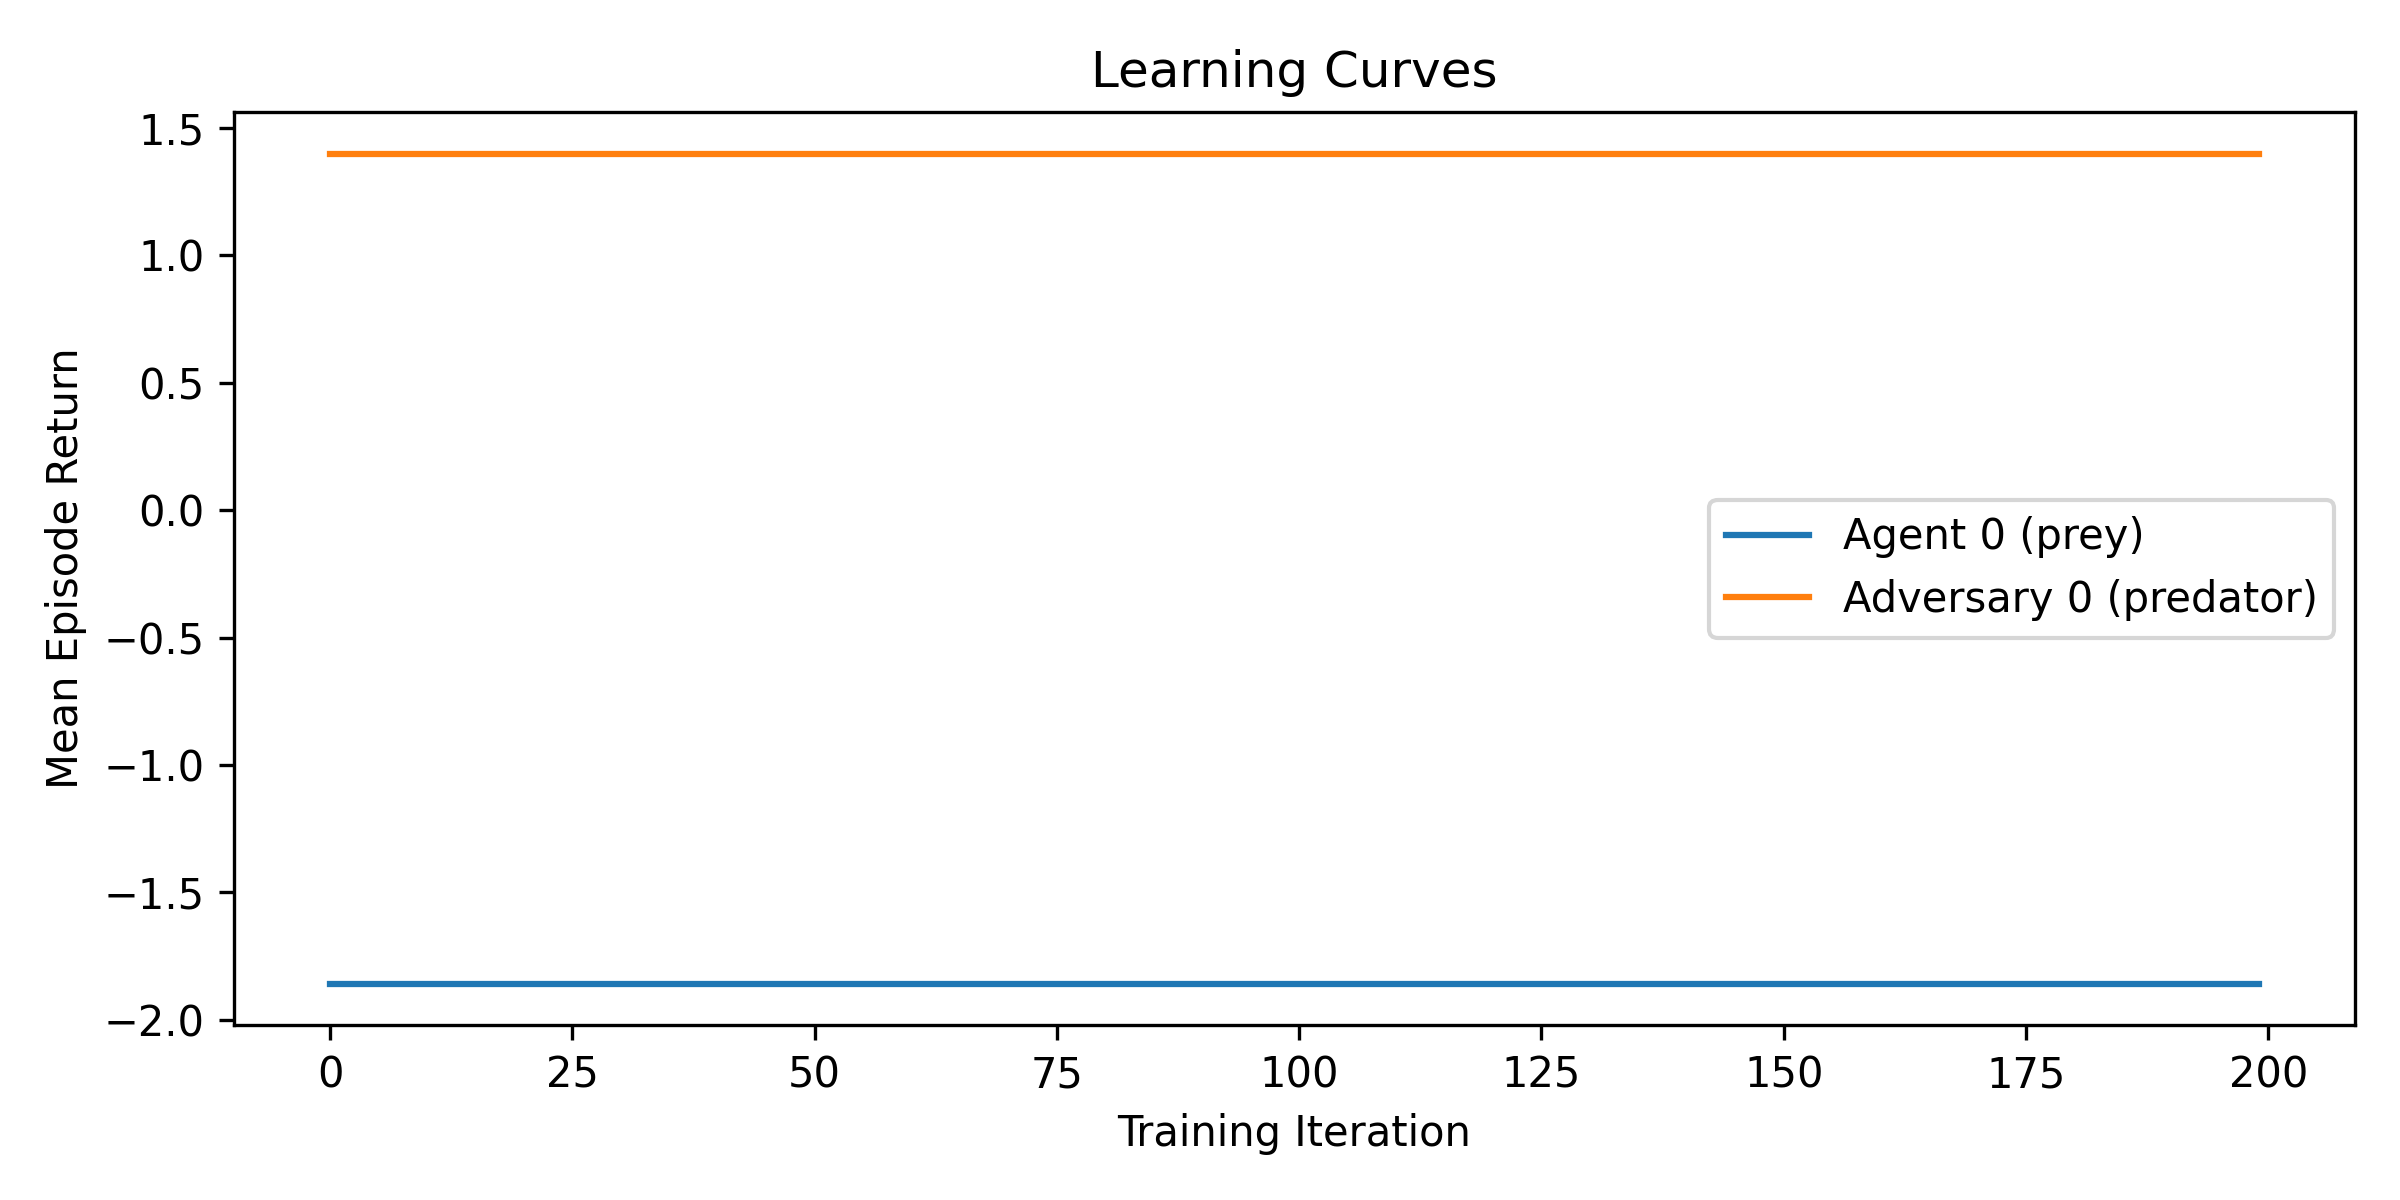 Learning Curves
1.5
1.0
0.5
0.0
−0.5
−1.0
−1.5
−2.0
Mean Episode Return
Agent 0 (prey)
Adversary 0 (predator)
0 25 50 75 100 125 150 175 200
Training Iteration